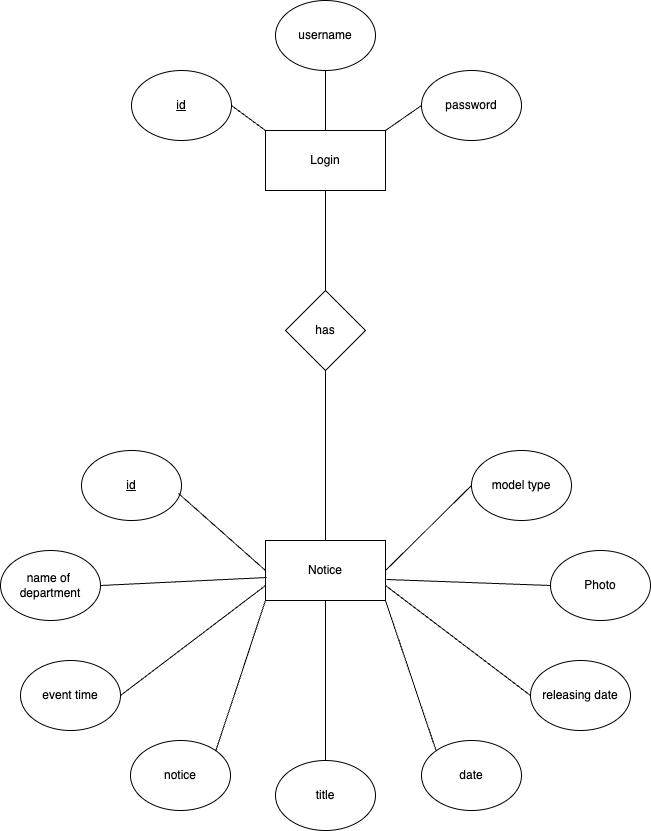 username
id
password
Login
has
id
model type
Notice
name of
department
Photo
event time
releasing date
notice
date
title